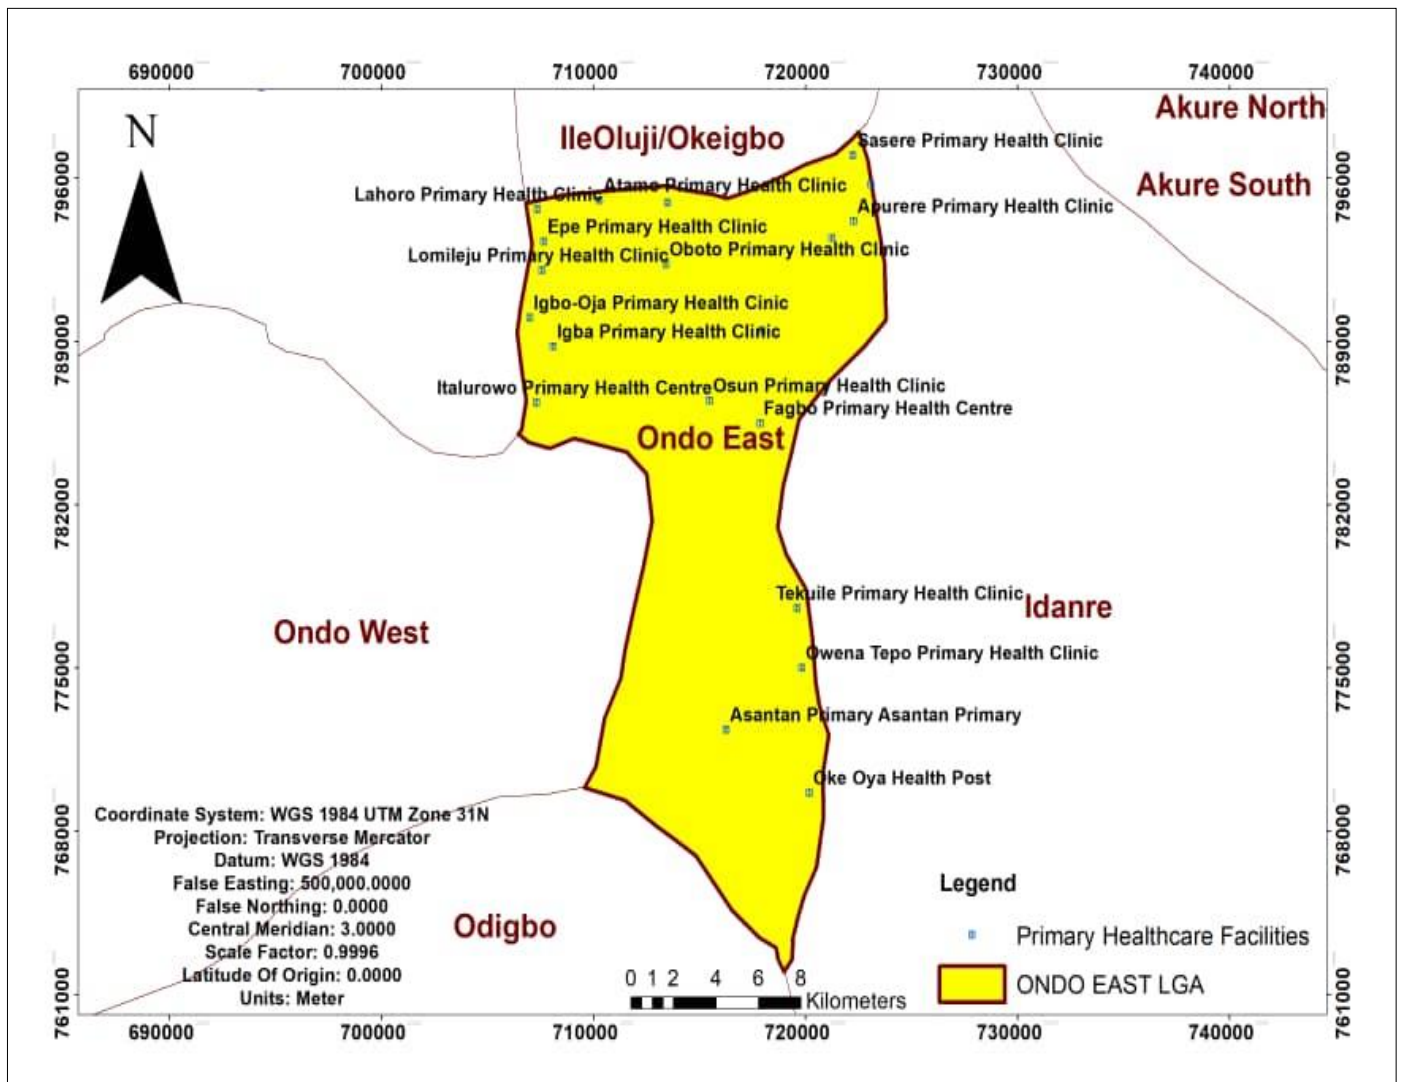 690000 700000 710000 720000 730000 740000
N
Akure North
IleOluji/Okeigbo
Sasere Primary Health Clinic
796000
796000
Akure South
Atamo Primary Health Clinic
Lahoro Primary Health Clinic
Apurere Primary Health Clinic
Epe Primary Health Clinic
Oboto Primary Health Clinic
Lomileju Primary Health Clinic
Igbo-Oja Primary Health Cinic
Igba Primary Health Clinic
789000
789000
Italurowo Primary Health Centre
Osun Primary Health Clinic
Fagbo Primary Health Centre
Ondo East
782000
782000
Tekuile Primary Health Clinic
Idanre
Ondo West
Owena Tepo Primary Health Clinic
775000
775000
Asantan Primary Asantan Primary
Oke Oya Health Post
768000
768000
Coordinate System: WGS 1984 UTM Zone 31N
Projection: Transverse Mercator
Datum: WGS 1984
False Easting: 500,000.0000
False Northing: 0.0000
Central Meridian: 3.0000
Scale Factor: 0.9996
Latitude Of Origin: 0.0000
Units: Meter
Odigbo
Legend
Primary Healthcare Facilities
ONDO EAST LGA
0 1 2 4 6 8
Kilometers
761000
761000
690000 700000 710000 720000 730000 740000